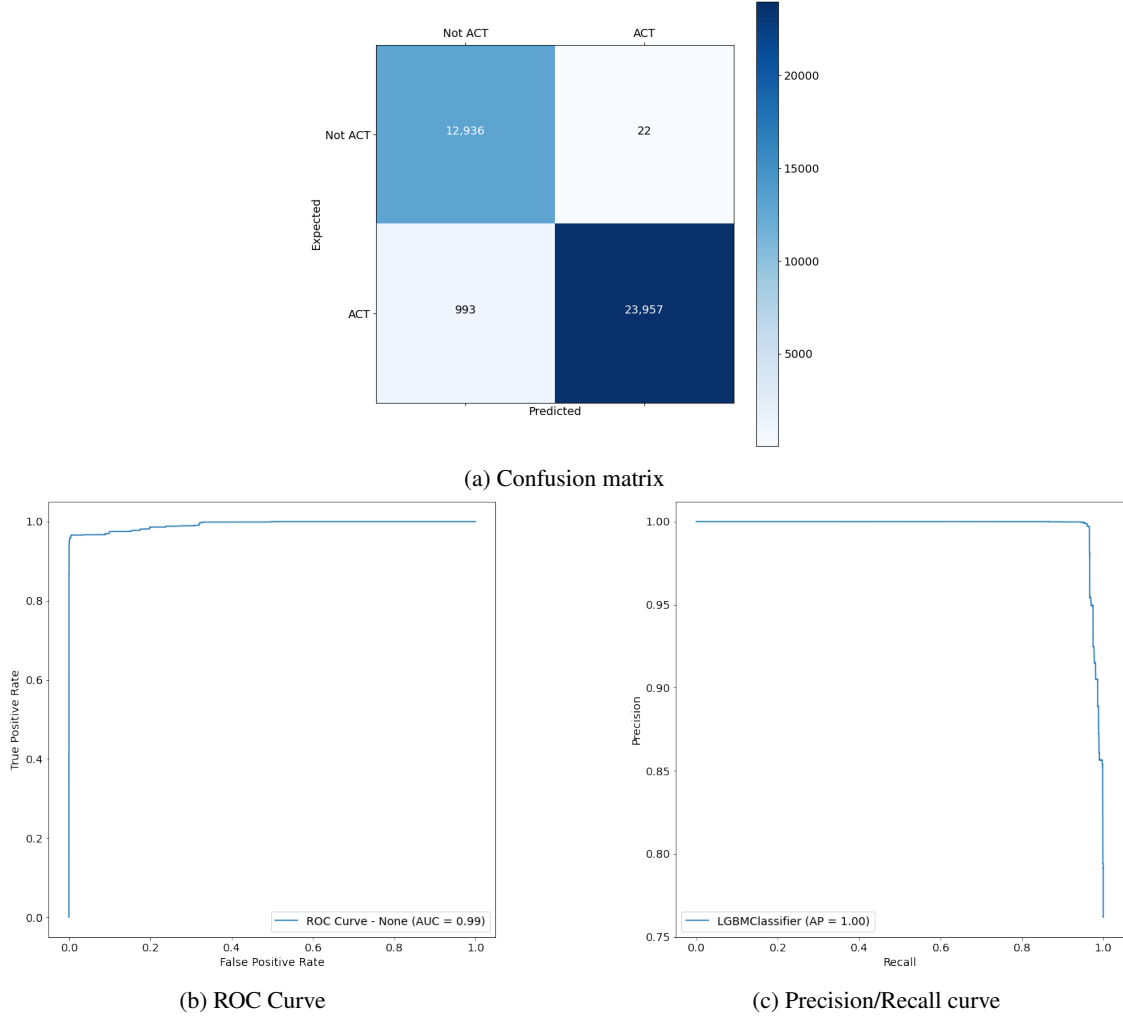 Not ACT
ACT
20000
15000
10000
5000
Not ACT
12,936
22
Expected
ACT
993
23,957
Predicted
(a) Confusion matrix
1.0
0.8
0.6
0.4
0.2
0.0
True Positive Rate
ROC Curve - None (AUC = 0.99)
0.0
0.2
0.4
0.6
0.8
1.0
False Positive Rate
(b) ROC Curve
1.00
0.95
0.90
0.85
0.80
0.75
Precision
LGBMClassifier (AP = 1.00)
0.0
0.2
0.4
0.6
0.8
1.0
Recall
(c) Precision/Recall curve